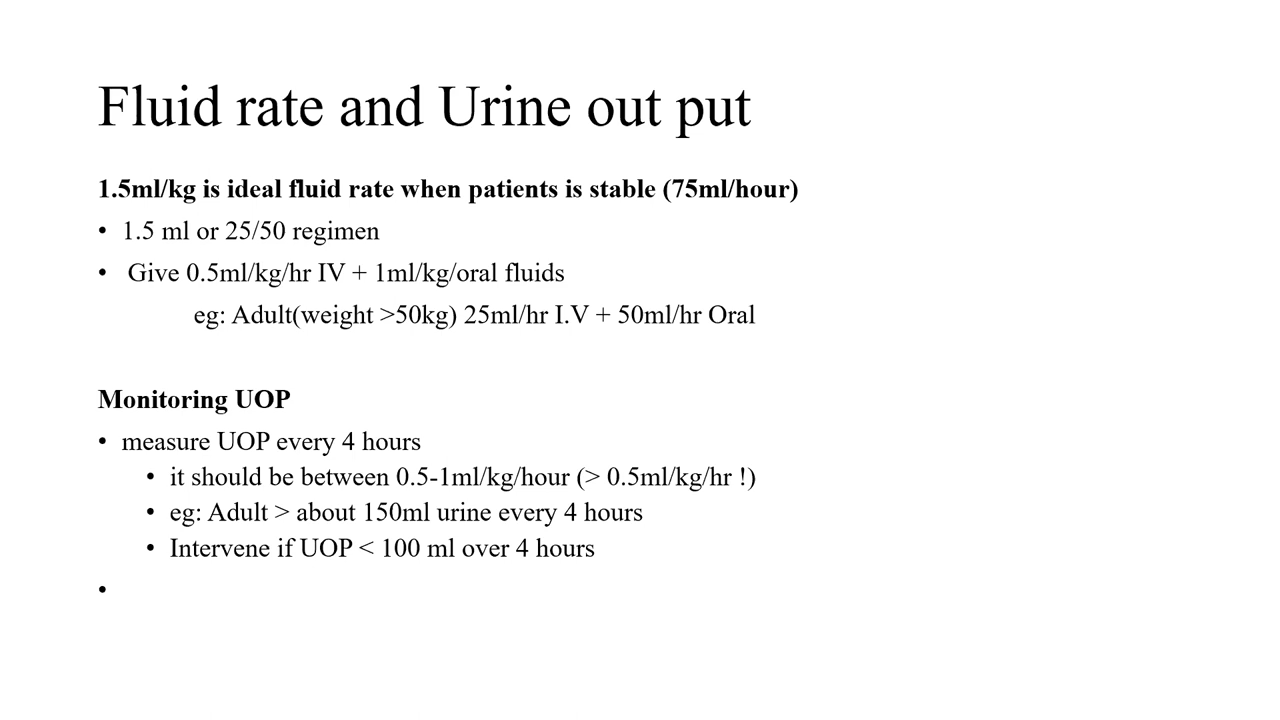 Fluid rate and Urine out put
1.5ml/kg is ideal fluid rate when patients is stable (75ml/hour)
• 1.5 ml or 25/50 regimen
• Give 0.5ml/kg/hr IV + 1ml/kg/oral fluids
eg: Adult(weight >50kg) 25ml/hr I.V + 50ml/hr Oral
Monitoring UOP
• measure UOP every 4 hours
• it should be between 0.5-1ml/kg/hour (> 0.5ml/kg/hr !)
• eg: Adult > about 150ml urine every 4 hours
• Intervene if UOP < 100 ml over 4 hours
•